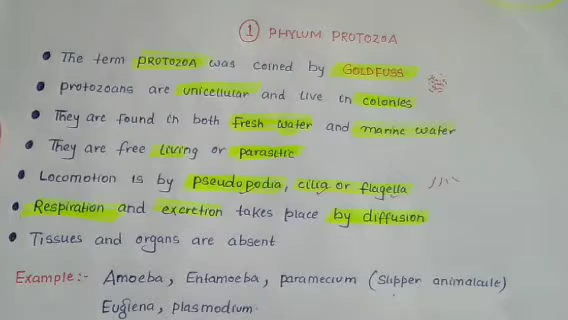 ① PHYLUM PROTOZOA
• The term PROTOZOA was coined by GOLDFUSS
• protozoans are unicellular and live in colonies
• They are found in both fresh water and marine water
• They are free living or parasitic
• Locomotion is by pseudopodia, cilia or flagella
• Respiration and excretion takes place by diffusion
• Tissues and organs are absent
Example:- Amoeba, Entamoeba, paramecium (Slipper animalcule)
Euglena, plasmodium.